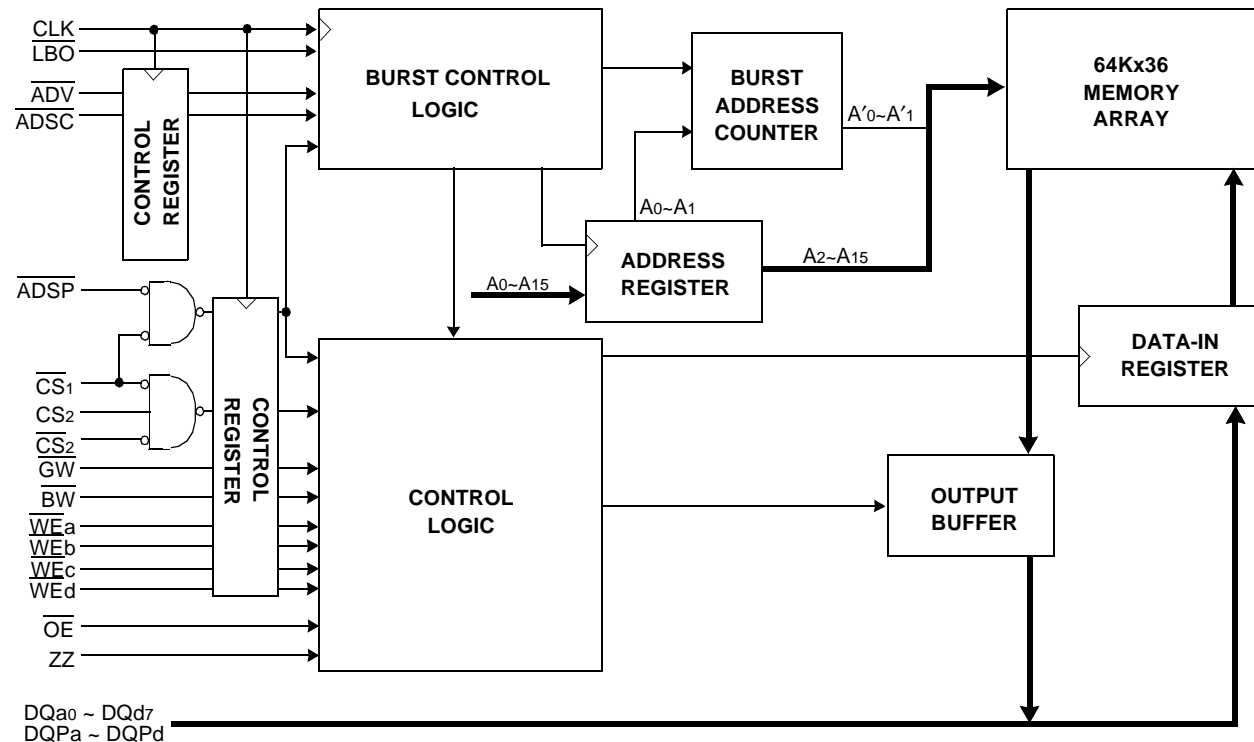 CLK
LBO
ADV
ADSC
CONTROL
REGISTER
BURST CONTROL
LOGIC
BURST
ADDRESS
COUNTER
A′0~A′1
64Kx36
MEMORY
ARRAY
A0~A1
ADDRESS
REGISTER
A2~A15
A0~A15
ADSP
CS1
CS2
CS2
GW
BW
WEa
WEb
WEc
WEd
OE
ZZ
CONTROL
REGISTER
CONTROL
LOGIC
DATA-IN
REGISTER
OUTPUT
BUFFER
DQa0 ~ DQd7
DQPa ~ DQPd